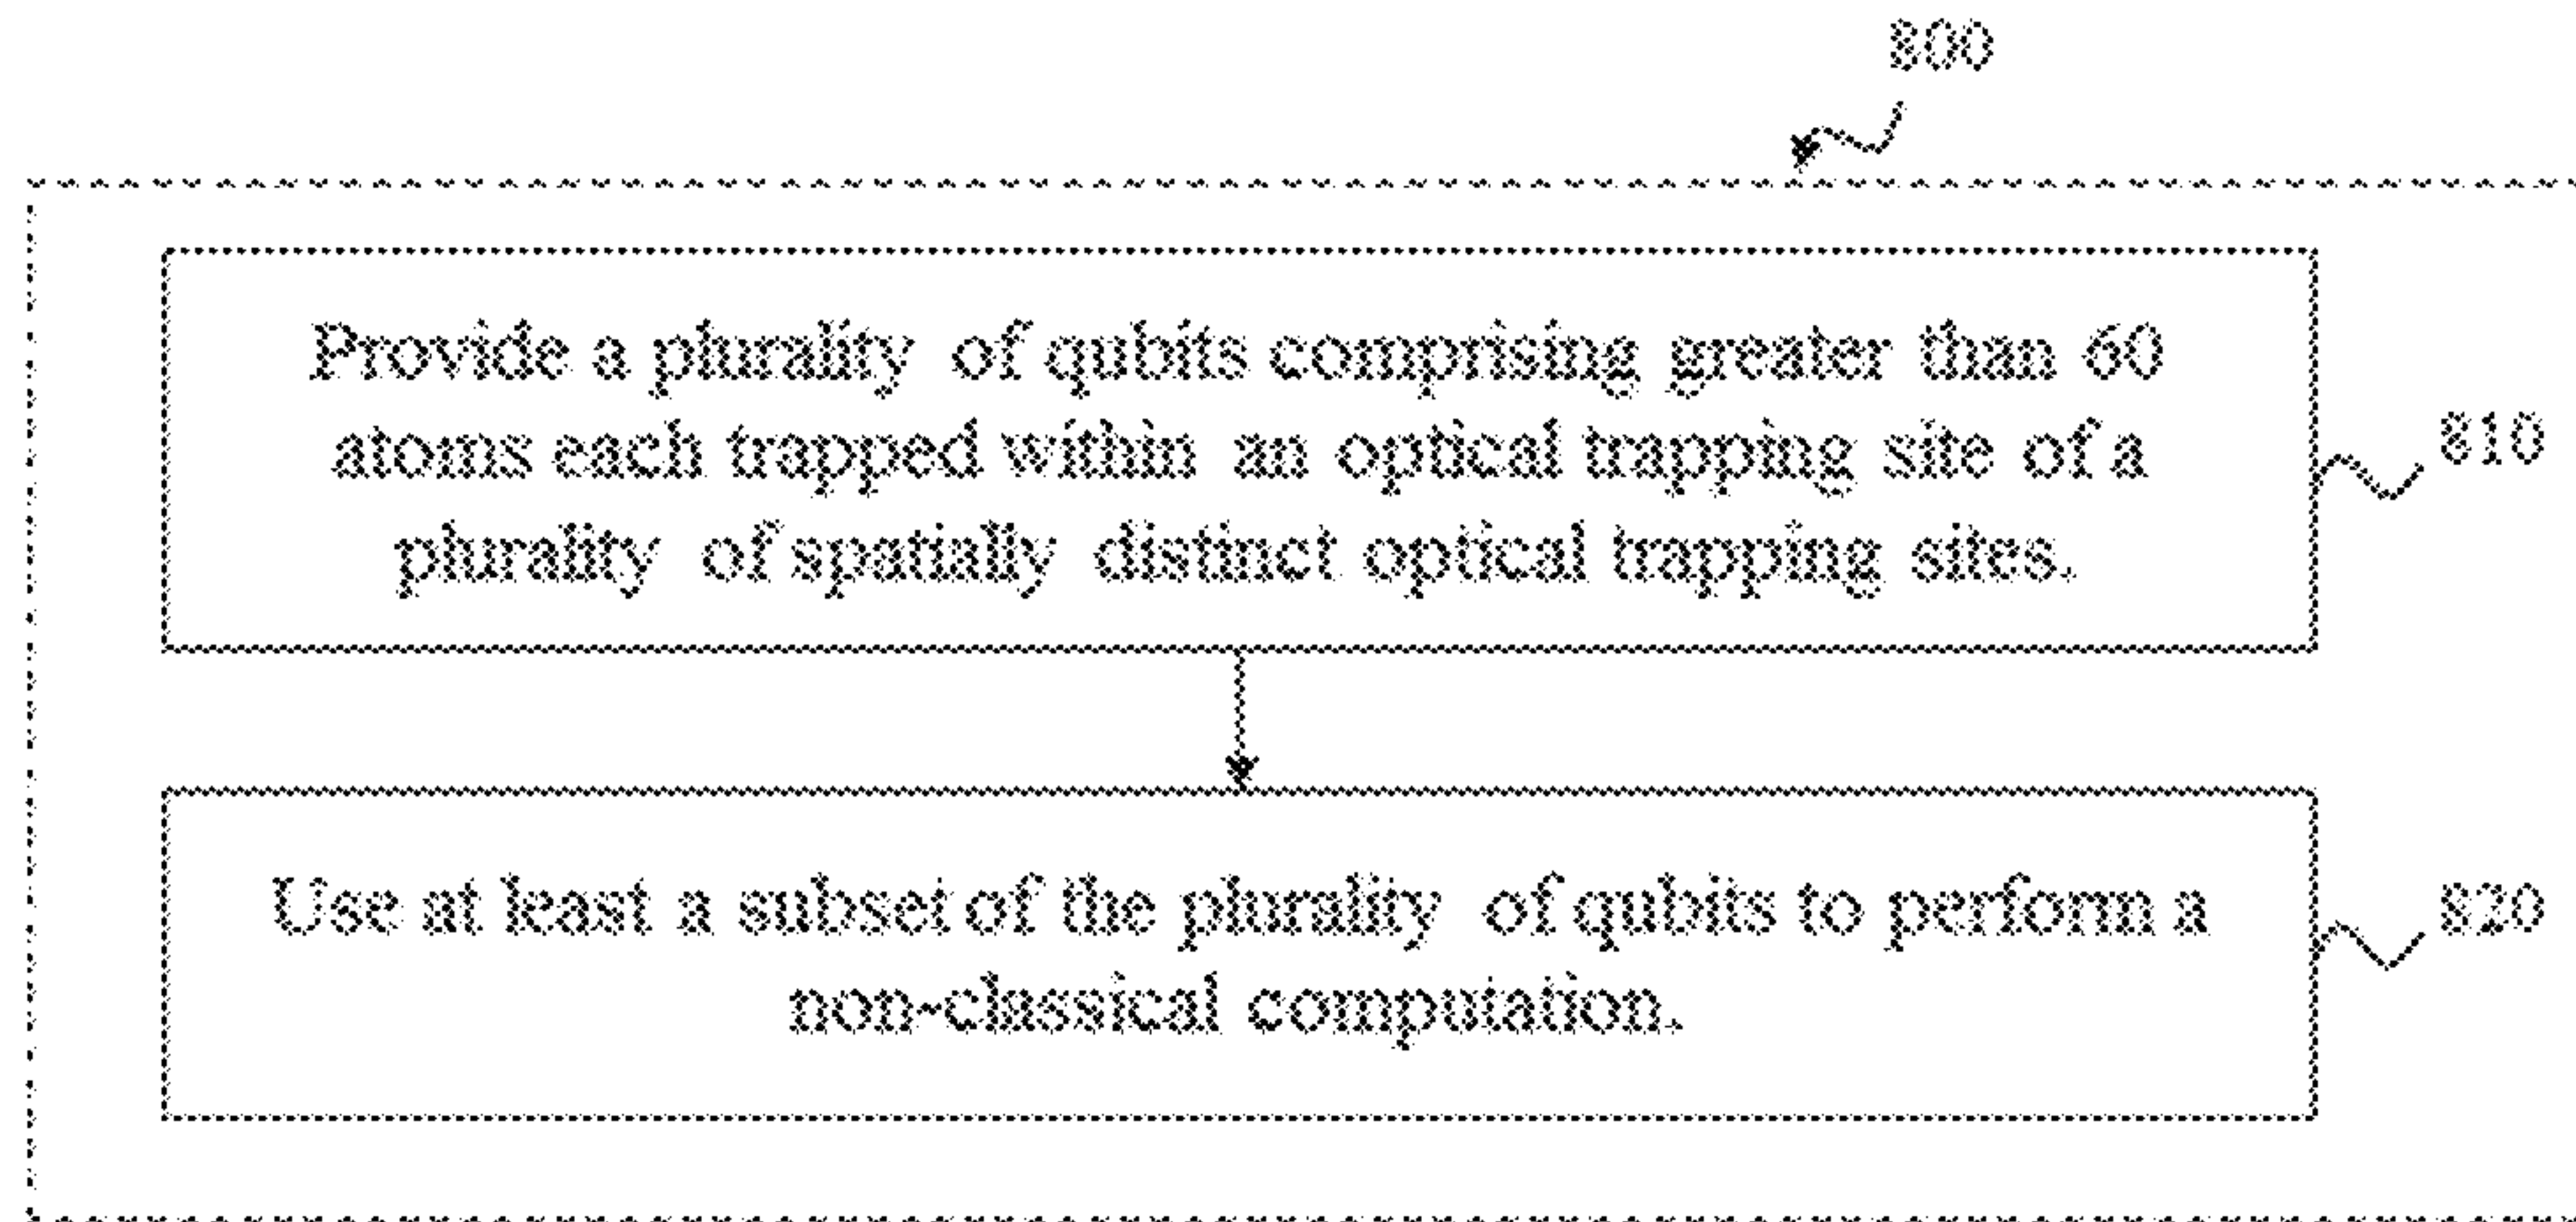 800
Provide a plurality of qubits comprising greater than 60
atoms each trapped within an optical trapping site of a
plurality of spatially distinct optical trapping sites.
810
Use at least a subset of the plurality of qubits to perform a
non-classical computation.
820